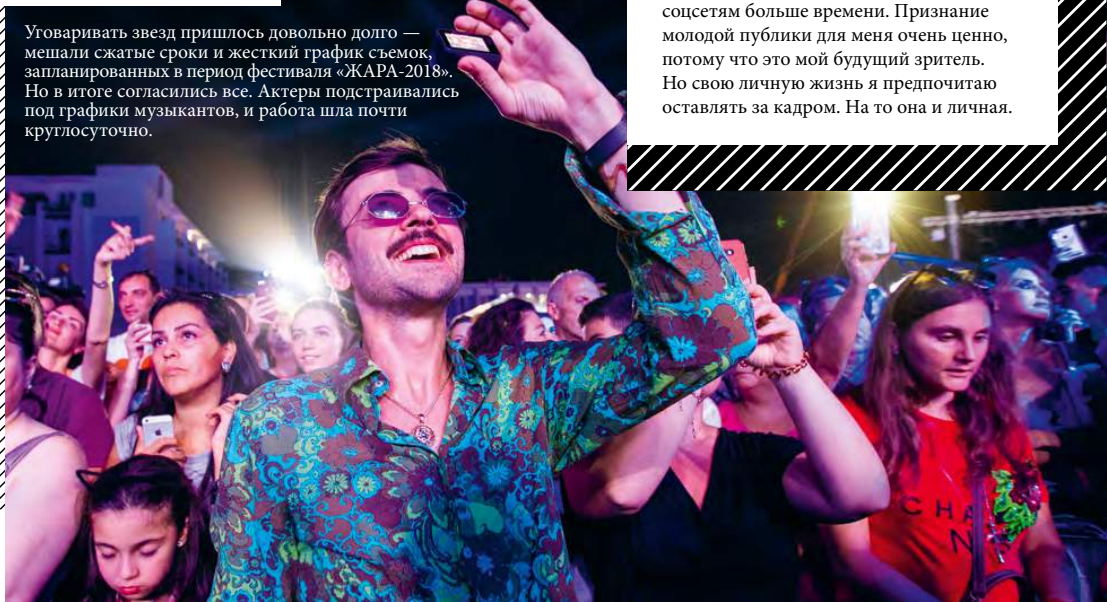 Уговаривать звезд пришлось довольно долго —
мешали сжатые сроки и жесткий график съемок,
запланированных в период фестиваля «ЖАРА-2018».
Но в итоге согласились все. Актеры подстраивались
под графики музыкантов, и работа шла почти
круглосуточно.
соцсетям больше времени. Признание
молодой публики для меня очень ценно,
потому что это мой будущий зритель.
Но свою личную жизнь я предпочитаю
оставлять за кадром. На то она и личная.